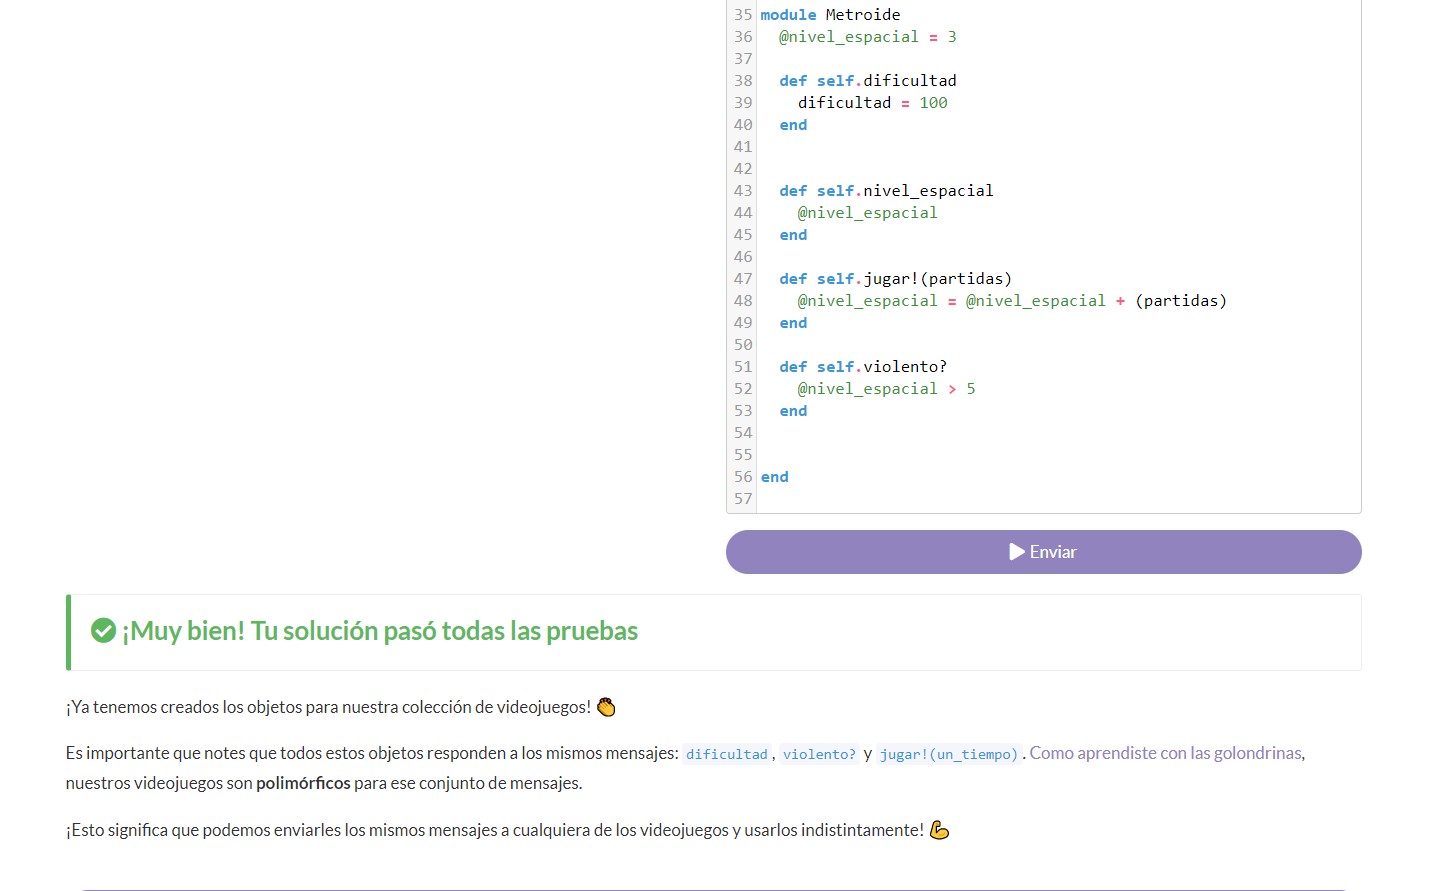 35 module Metroide
36 @nivel_espacial = 3
37
38 def self.dificultad
39 dificultad = 100
40 end
41
42
43 def self.nivel_espacial
44 @nivel_espacial
45 end
46
47 def self.jugar!(partidas)
48 @nivel_espacial = @nivel_espacial + (partidas)
49 end
50
51 def self.violento?
52 @nivel_espacial > 5
53 end
54
55
56 end
57
Enviar
¡Muy bien! Tu solución pasó todas las pruebas
¡Ya tenemos creados los objetos para nuestra colección de videojuegos! 👏
Es importante que notes que todos estos objetos responden a los mismos mensajes: dificultad, violento? y jugar!(un_tiempo). Como aprendiste con las golondrinas,
nuestros videojuegos son polimórficos para ese conjunto de mensajes.
¡Esto significa que podemos enviarles los mismos mensajes a cualquiera de los videojuegos y usarlos indistintamente! 💪